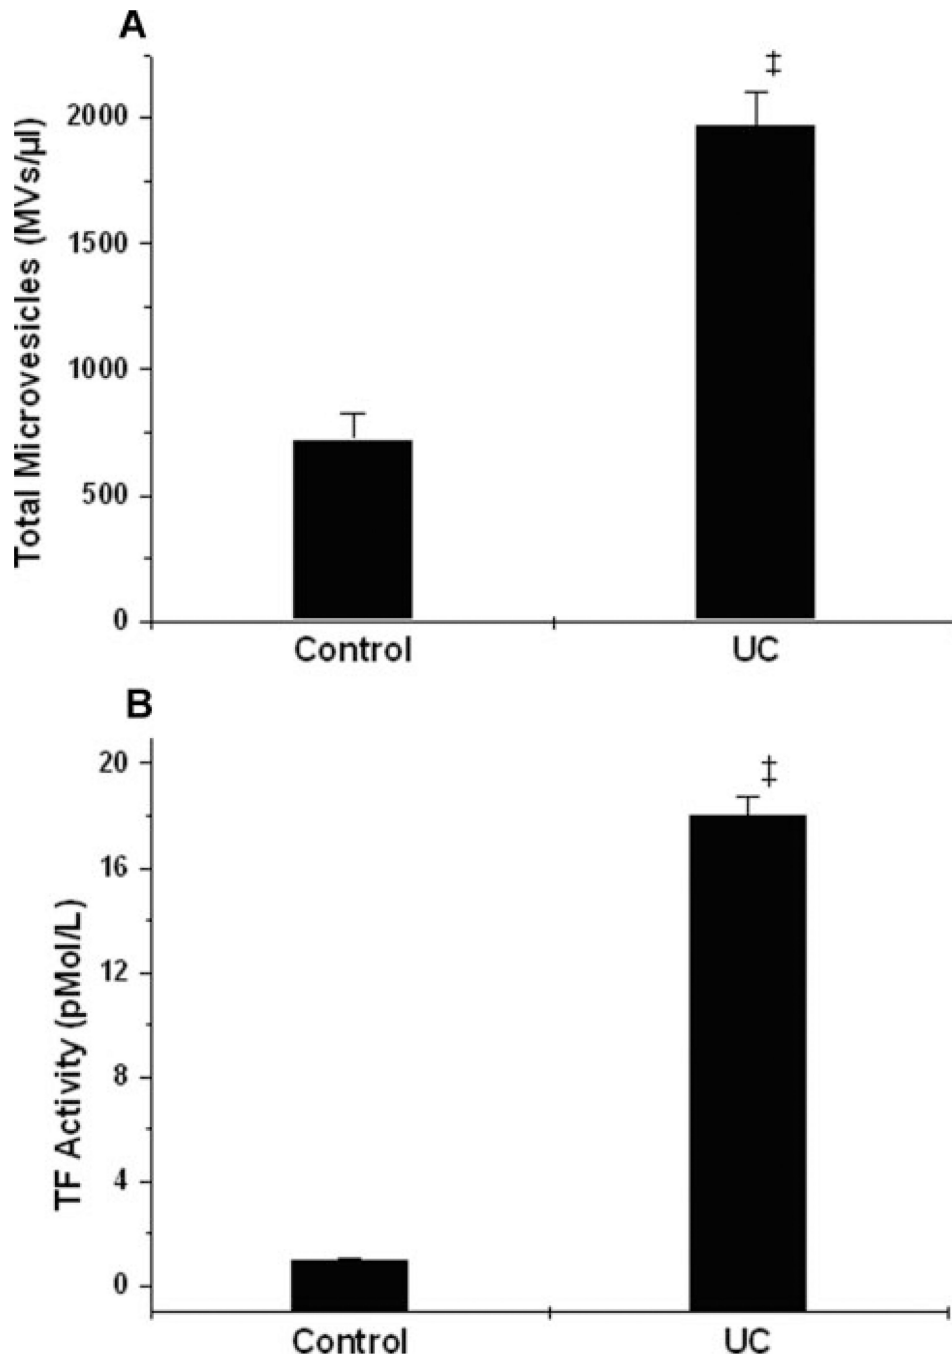 A
Total Microvesicles (MVs/µl)
2000
1500
1000
500
0
‡
Control UC
B
TF Activity (pMol/L)
20
16
12
8
4
0
‡
Control UC